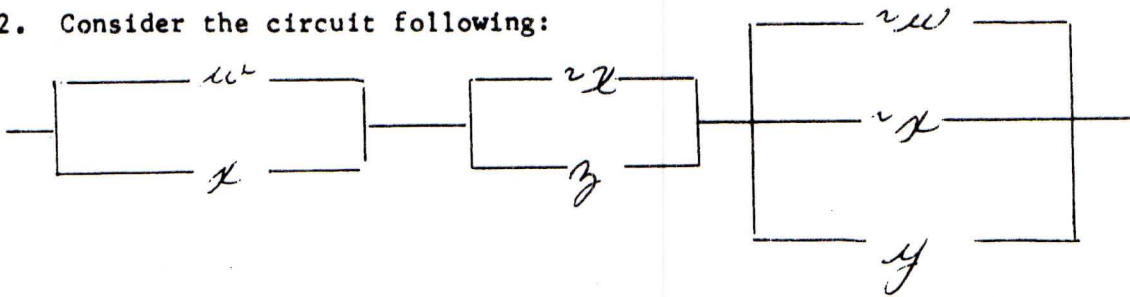 2. Consider the circuit following:
~w
w ~x
~x
x z
y